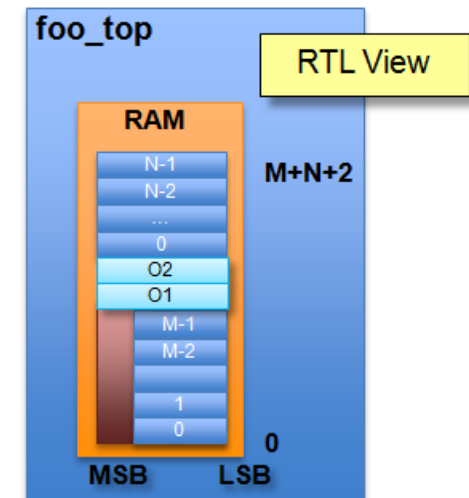 foo_top
RTL View
RAM
N-1
M+N+2
N-2
...
0
O2
O1
M-1
M-2
1
0
0
MSB LSB